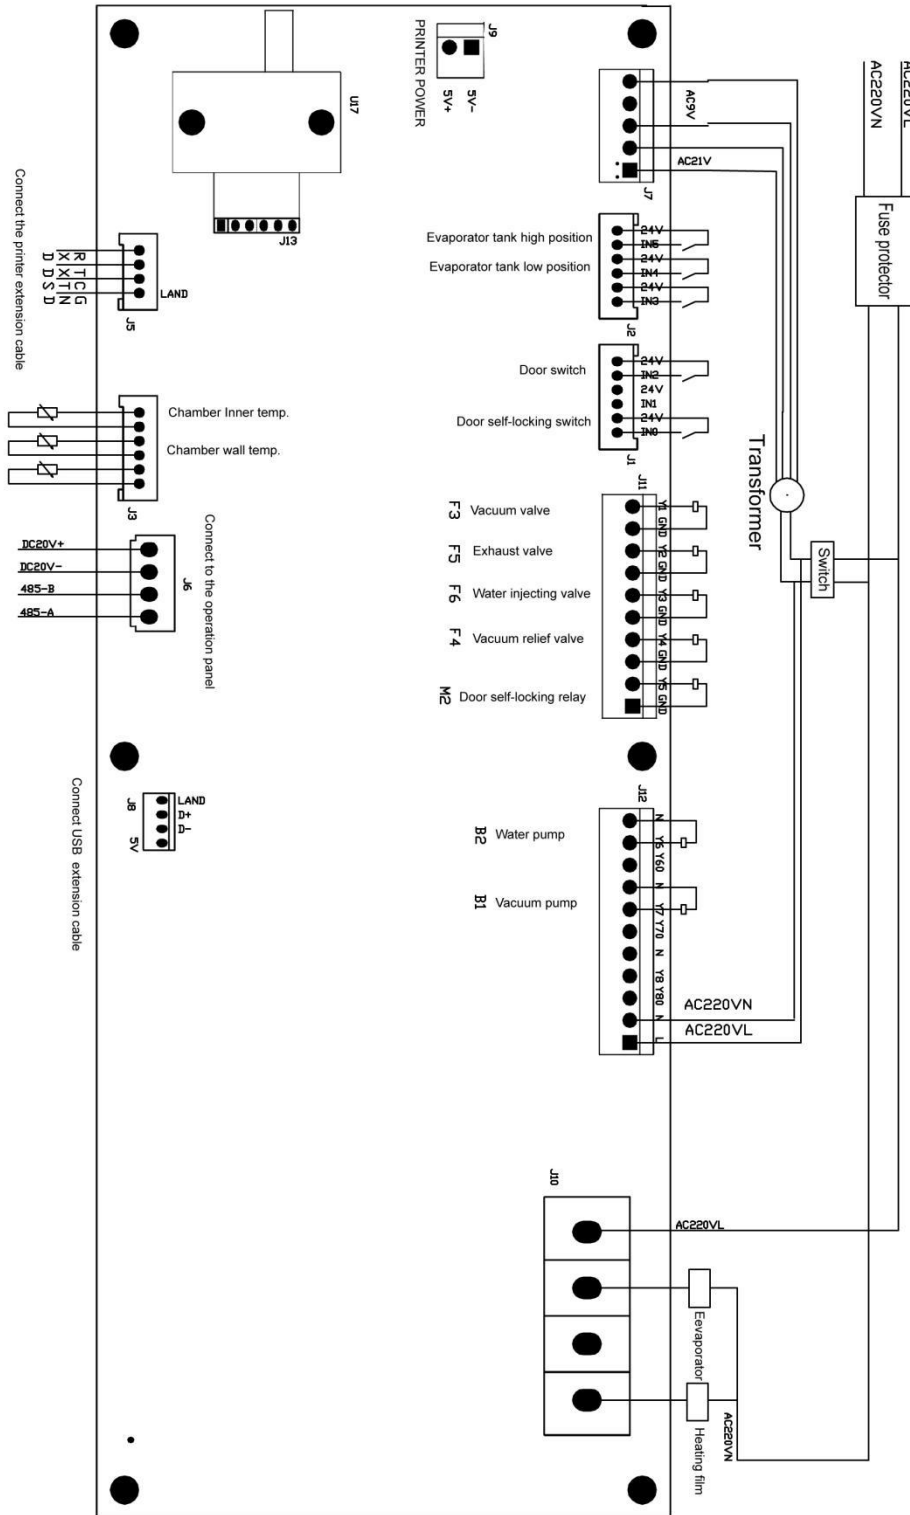 J9
PRINTER POWER
5V+
5V-
U17
J13
AC220VL
AC220VN
Fuse protector
AC9V
AC21V
J7
Connect the printer extension cable
RXD
TXD
CTS
GND
LAND
J5
Evaporator tank high position
Evaporator tank low position
24V
IN5
24V
IN4
24V
IN3
J2
Door switch
Door self-locking switch
24V
IN2
24V
IN1
24V
IN0
J1
Chamber Inner temp.
Chamber wall temp.
J3
Transformer
Switch
J11
F3 Vacuum valve
F5 Exhaust valve
F6 Water injecting valve
F4 Vacuum relief valve
M2 Door self-locking relay
Y1
GND
Y2
GND
Y3
GND
Y4
GND
Y5
GND
DC20V+
DC20V-
485-B
485-A
J6
Connect to the operation panel
Connect USB extension cable
J8
LAND
D+
D-
5V
J12
B2 Water pump
B1 Vacuum pump
N
Y6
Y60
N
Y7
Y70
N
Y8
Y80
N
L
AC220VN
AC220VL
J10
AC220VL
Eevaporator
Heating film
AC220VN